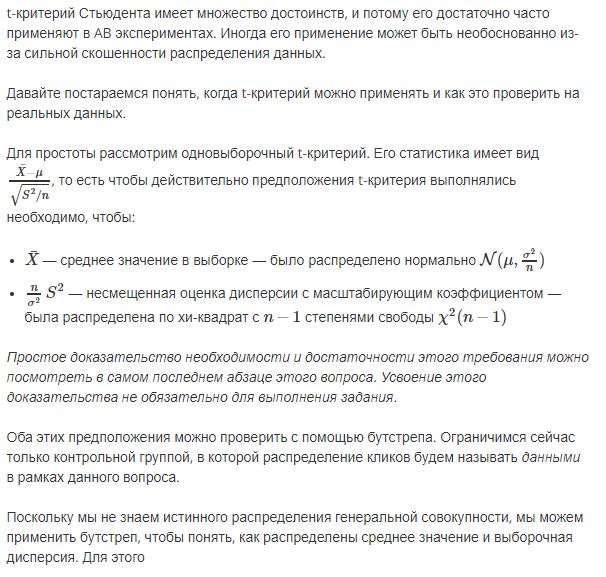 t-критерий Стьюдента имеет множество достоинств, и потому его достаточно часто
применяют в АВ экспериментах. Иногда его применение может быть необоснованно из-
за сильной скошенности распределения данных.
Давайте постараемся понять, когда t-критерий можно применять и как это проверить на
реальных данных.
Для простоты рассмотрим одновыборочный t-критерий. Его статистика имеет вид
$\frac{\bar{X}-\mu}{\sqrt{S^2/n}}$, то есть чтобы действительно предположения t-критерия выполнялись
необходимо, чтобы:
• $\bar{X}$ — среднее значение в выборке — было распределено нормально $\mathcal{N}(\mu, \frac{\sigma^2}{n})$
• $\frac{n}{\sigma^2} S^2$ — несмещенная оценка дисперсии с масштабирующим коэффициентом —
была распределена по хи-квадрат с $n-1$ степенями свободы $\chi^2(n-1)$
Простое доказательство необходимости и достаточности этого требования можно
посмотреть в самом последнем абзаце этого вопроса. Усвоение этого
доказательства не обязательно для выполнения задания.
Оба этих предположения можно проверить с помощью бутстрепа. Ограничимся сейчас
только контрольной группой, в которой распределение кликов будем называть данными
в рамках данного вопроса.
Поскольку мы не знаем истинного распределения генеральной совокупности, мы можем
применить бутстреп, чтобы понять, как распределены среднее значение и выборочная
дисперсия. Для этого